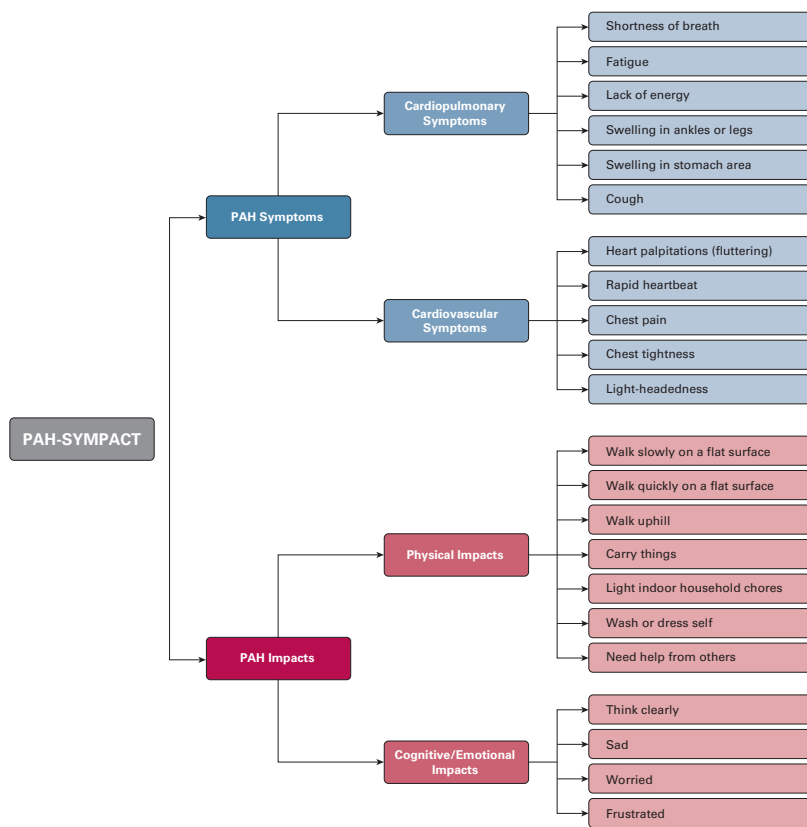 Shortness of breath
Fatigue
Cardiopulmonary
Symptoms
Lack of energy
Swelling in ankles or legs
Swelling in stomach area
Cough
PAH Symptoms
Heart palpitations (fluttering)
Rapid heartbeat
Cardiovascular
Symptoms
Chest pain
Chest tightness
Light-headedness
PAH-SYMPACT
Walk slowly on a flat surface
Walk quickly on a flat surface
Walk uphill
Physical Impacts
Carry things
Light indoor household chores
Wash or dress self
Need help from others
PAH Impacts
Think clearly
Sad
Cognitive/Emotional
Impacts
Worried
Frustrated